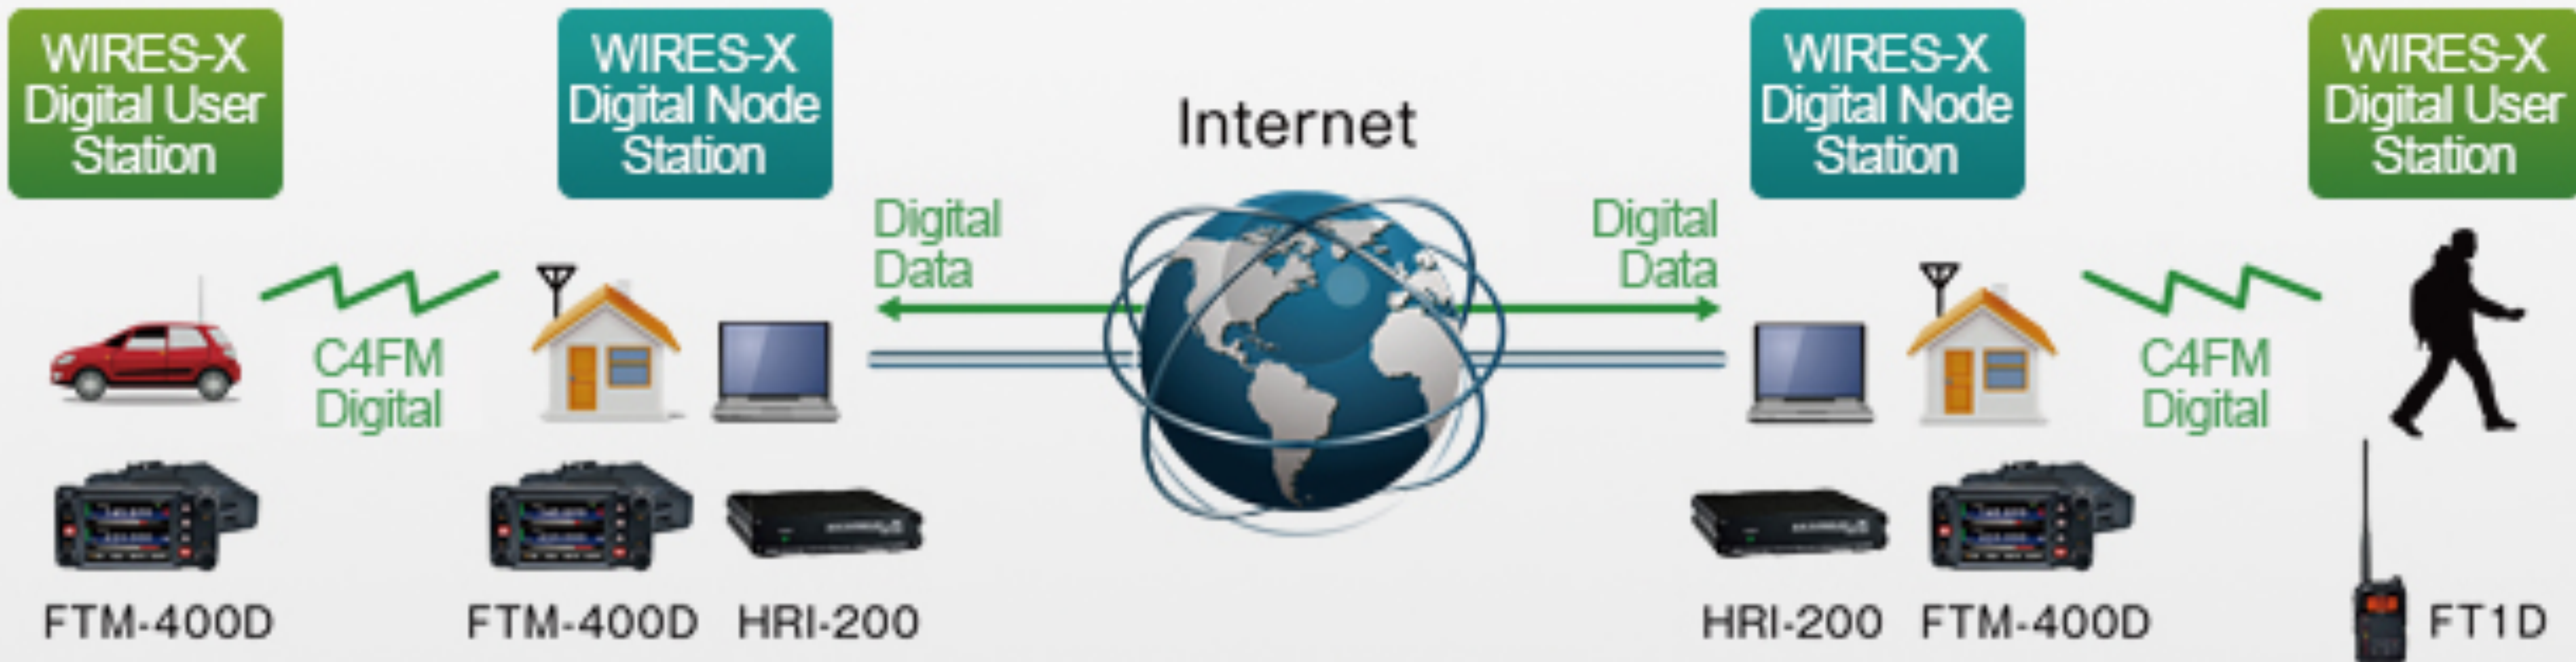 WIRES-X
Digital User
Station
WIRES-X
Digital Node
Station
Internet
WIRES-X
Digital Node
Station
WIRES-X
Digital User
Station
Digital
Data
Digital
Data
C4FM
Digital
C4FM
Digital
FTM-400D
FTM-400D
HRI-200
HRI-200
FTM-400D
FT1D